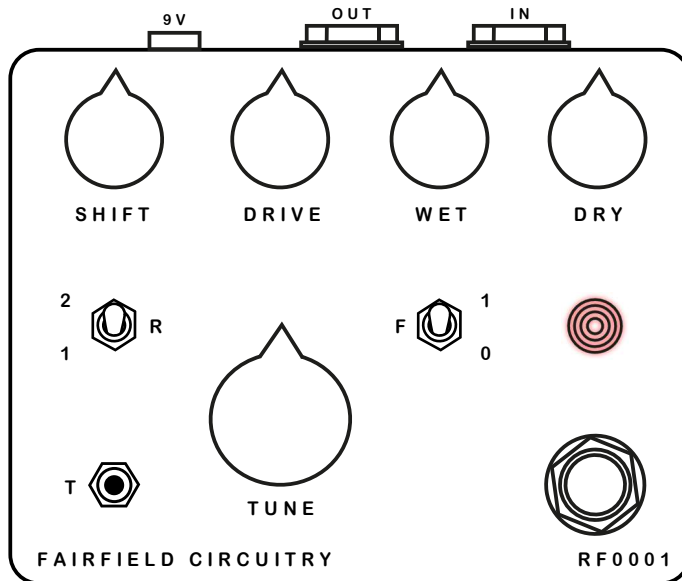 9V OUT IN
SHIFT DRIVE WET DRY
2 1
R F
1 0
T
TUNE
FAIRFIELD CIRCUITRY RF0001